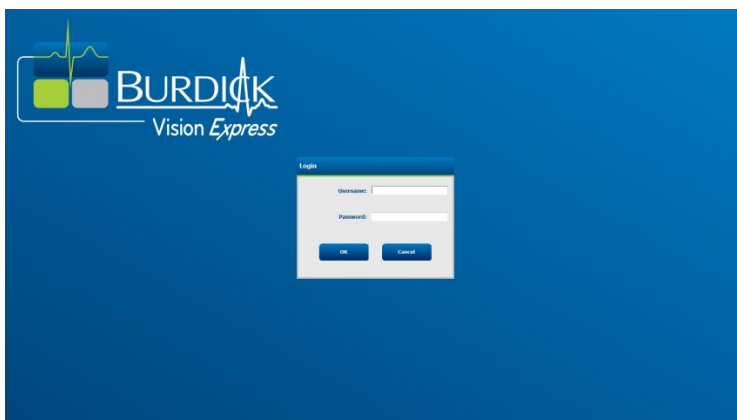 BURDICK
Vision Express
Login
Username:
Password:
OK
Cancel